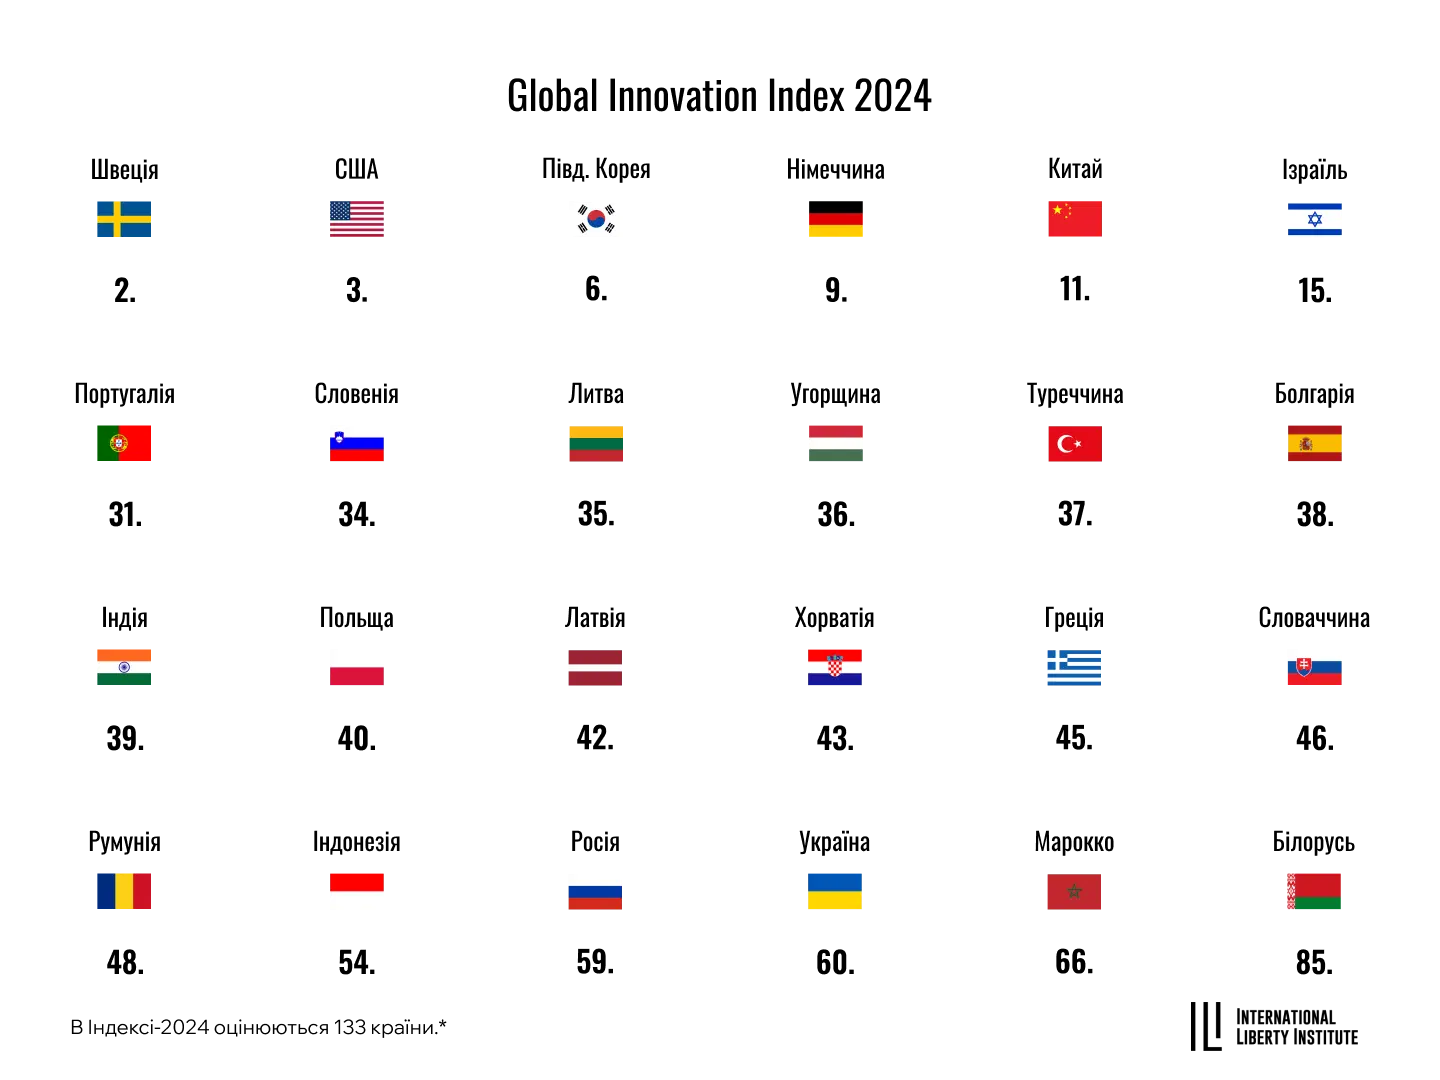 Global Innovation Index 2024
Швеція США Півд. Корея Німеччина Китай Ізраїль
2. 3. 6. 9. 11. 15.
Португалія Словенія Литва Угорщина Туреччина Болгарія
31. 34. 35. 36. 37. 38.
Індія Польща Латвія Хорватія Греція Словаччина
39. 40. 42. 43. 45. 46.
Румунія Індонезія Росія Україна Марокко Білорусь
48. 54. 59. 60. 66. 85.
В Індексі-2024 оцінюються 133 країни.*
INTERNATIONAL
LIBERTY INSTITUTE